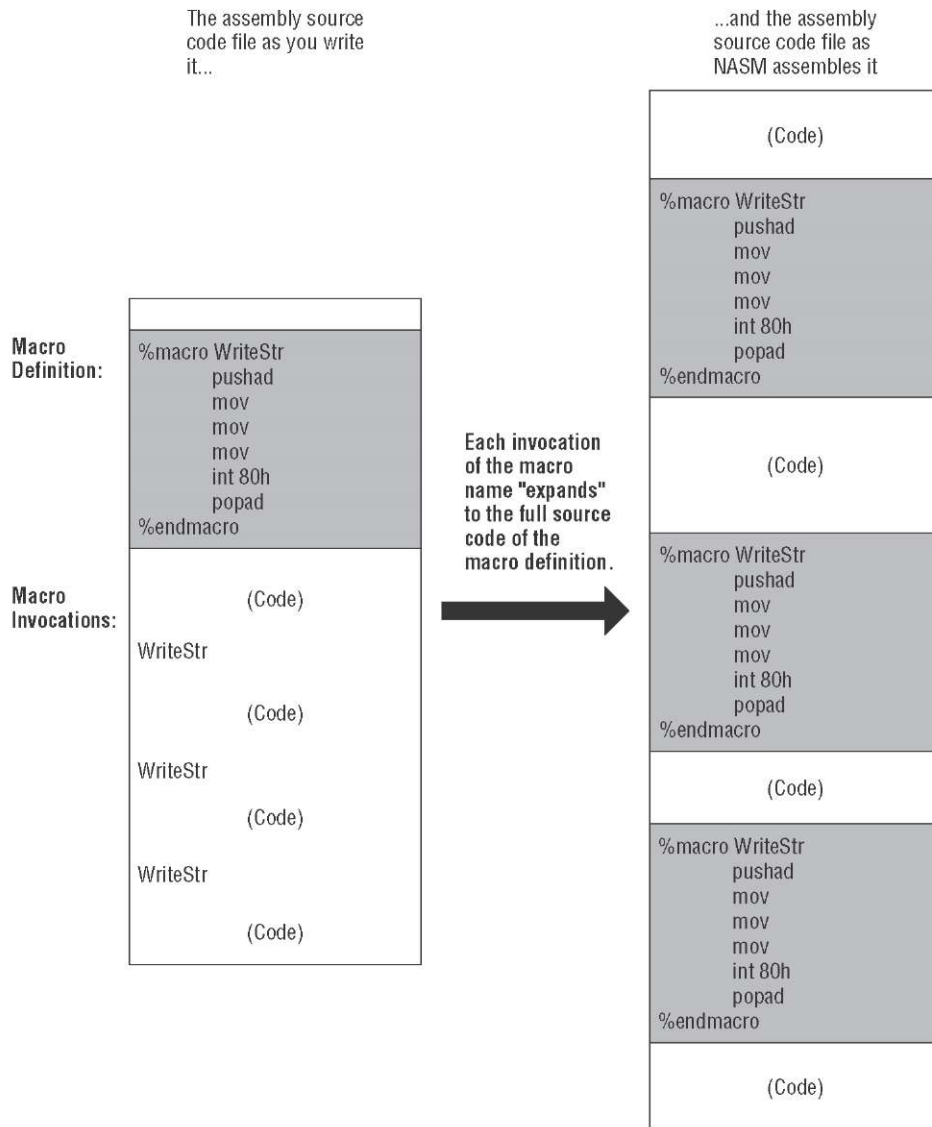 The assembly source
code file as you write
it...
...and the assembly
source code file as
NASM assembles it
Macro
Definition:
%macro WriteStr
pushad
mov
mov
mov
int 80h
popad
%endmacro
Macro
Invocations:
(Code)
WriteStr
(Code)
WriteStr
(Code)
WriteStr
(Code)
Each invocation
of the macro
name "expands"
to the full source
code of the
macro definition.
(Code)
%macro WriteStr
pushad
mov
mov
mov
int 80h
popad
%endmacro
(Code)
%macro WriteStr
pushad
mov
mov
mov
int 80h
popad
%endmacro
(Code)
%macro WriteStr
pushad
mov
mov
mov
int 80h
popad
%endmacro
(Code)